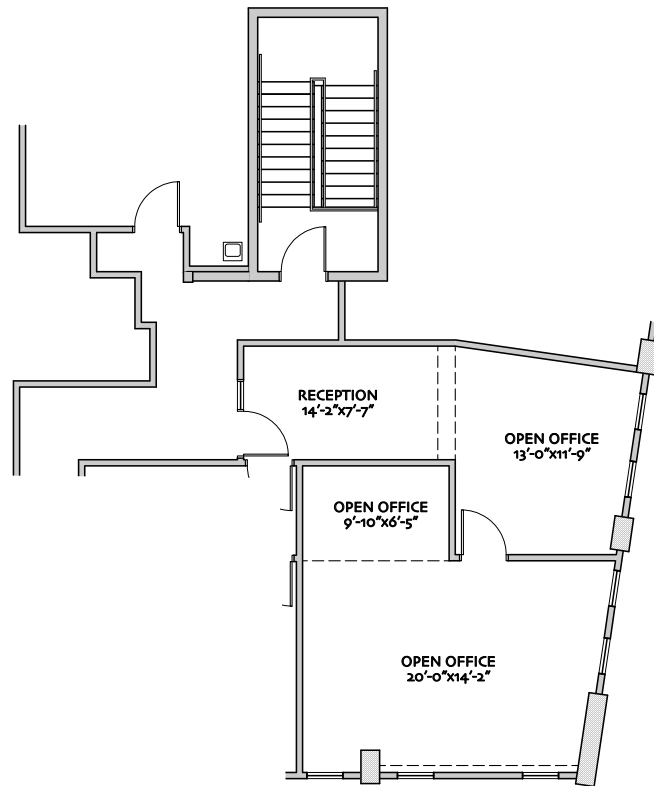 RECEPTION
14'-2"x7'-7"
OPEN OFFICE
13'-0"x11'-9"
OPEN OFFICE
9'-10"x6'-5"
OPEN OFFICE
20'-0"x14'-2"